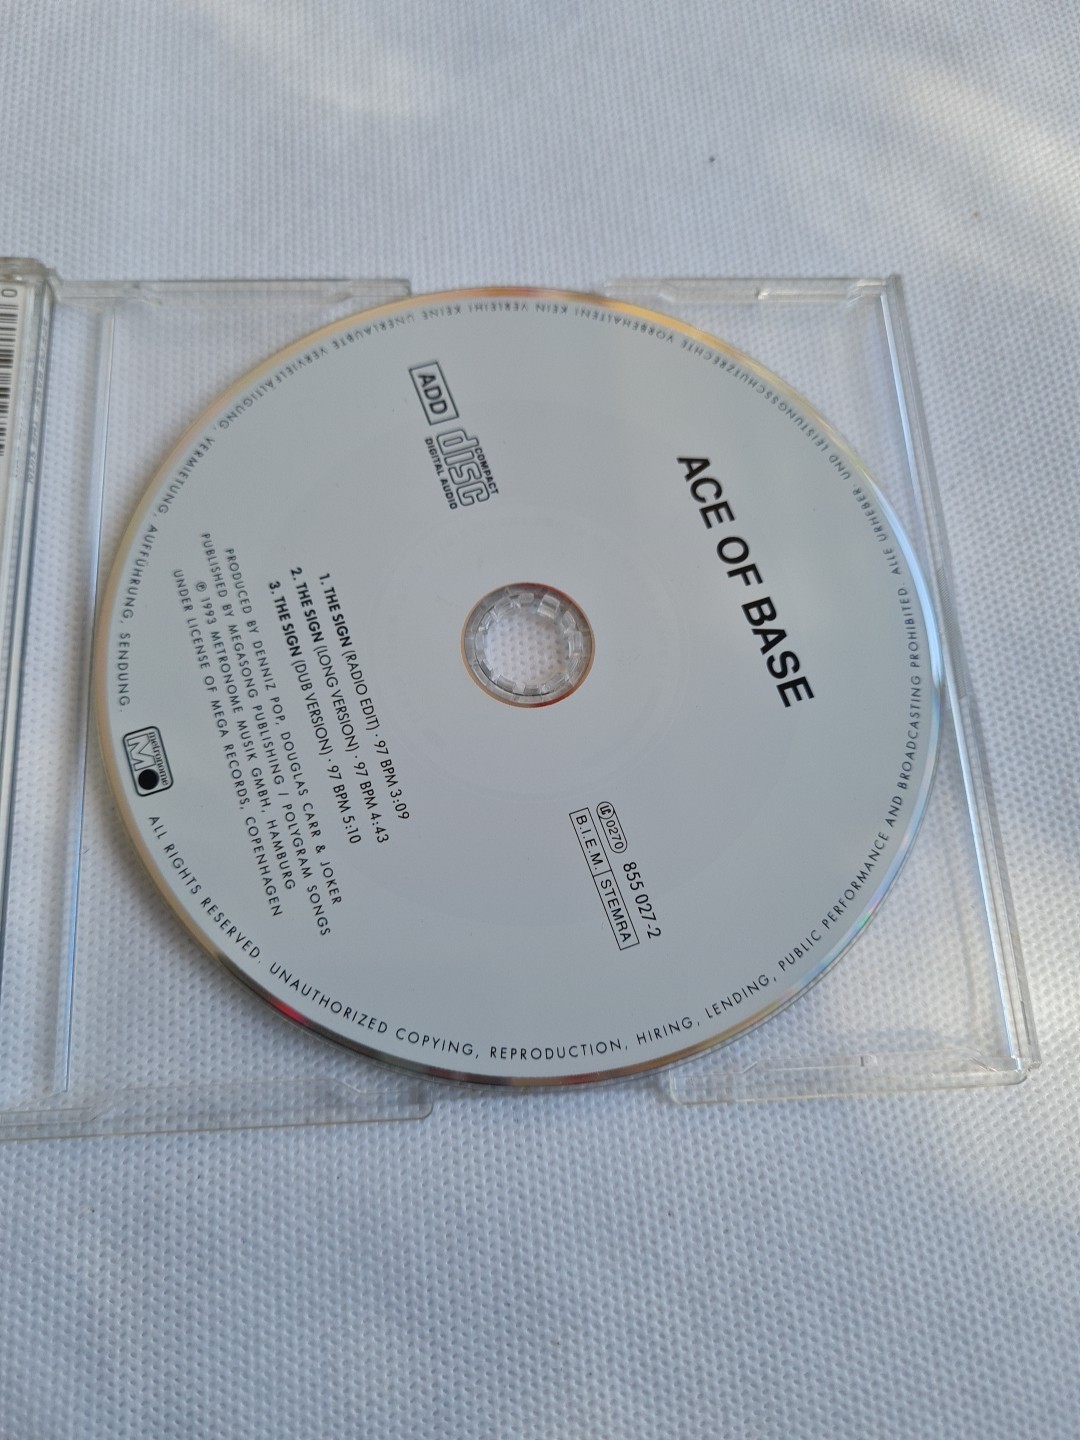 ACE OF BASE
ADD
COMPACT
disc
DIGITAL AUDIO
LC 0270
855 027-2
B.I.E.M. STEMRA
1. THE SIGN (RADIO EDIT) · 97 BPM 3:09
2. THE SIGN (LONG VERSION) · 97 BPM 4:43
3. THE SIGN (DUB VERSION) · 97 BPM 5:10
PRODUCED BY DENNIZ POP, DOUGLAS CARR & JOKER
PUBLISHED BY MEGASONG PUBLISHING / POLYGRAM SONGS
℗ 1993 METRONOME MUSIK GMBH, HAMBURG
UNDER LICENSE OF MEGA RECORDS, COPENHAGEN
metronome
ALLE URHEBER- UND LEISTUNGSSCHUTZRECHTE VORBEHALTEN! KEIN VERLEIH! KEINE UNERLAUBTE VERVIELFÄLTIGUNG, VERMIETUNG, AUFFÜHRUNG, SENDUNG.
ALL RIGHTS RESERVED. UNAUTHORIZED COPYING, REPRODUCTION, HIRING, LENDING, PUBLIC PERFORMANCE AND BROADCASTING PROHIBITED.